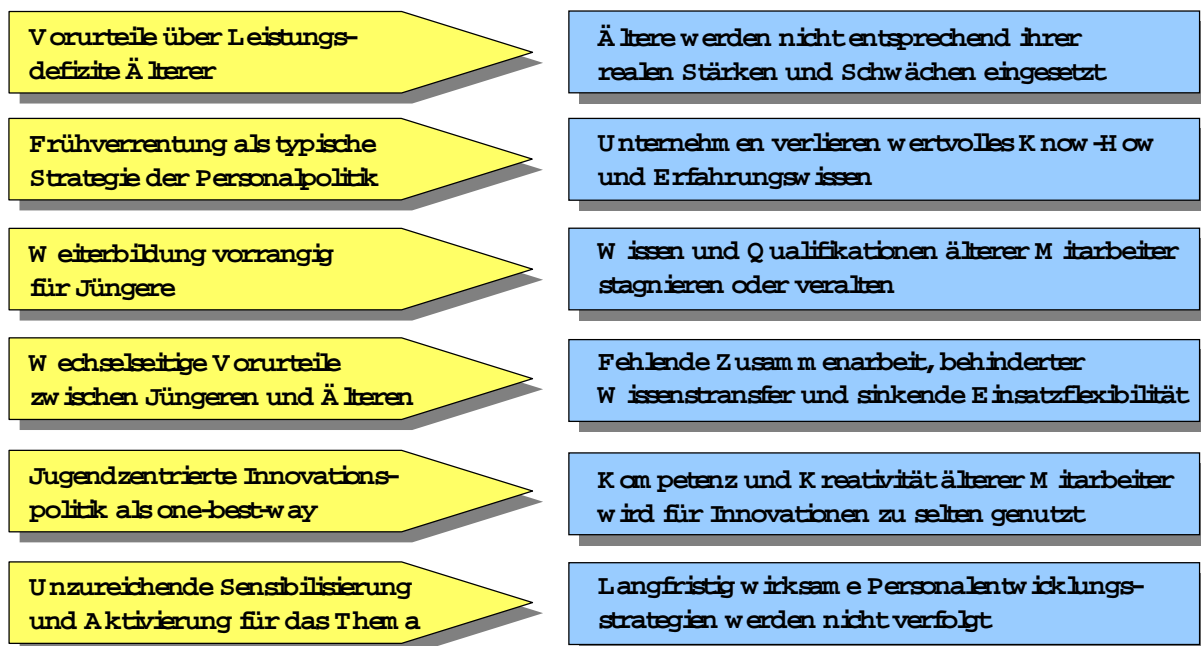 Vorurteile über Leistungs-
defizite Älterer
Ältere werden nicht entsprechend ihrer
realen Stärken und Schwächen eingesetzt
Frühverrentung als typische
Strategie der Personalpolitik
Unternehmen verlieren wertvolles Know-How
und Erfahrungswissen
Weiterbildung vorrangig
für Jüngere
Wissen und Qualifikationen älterer Mitarbeiter
stagnieren oder veralten
Wechselseitige Vorurteile
zwischen Jüngeren und Älteren
Fehlende Zusammenarbeit, behinderter
Wissenstransfer und sinkende Einsatzflexibilität
Jugendzentrierte Innovations-
politik als one-best-way
Kompetenz und Kreativität älterer Mitarbeiter
wird für Innovationen zu selten genutzt
Unzureichende Sensibilisierung
und Aktivierung für das Thema
Langfristig wirksame Personalentwicklungs-
strategien werden nicht verfolgt